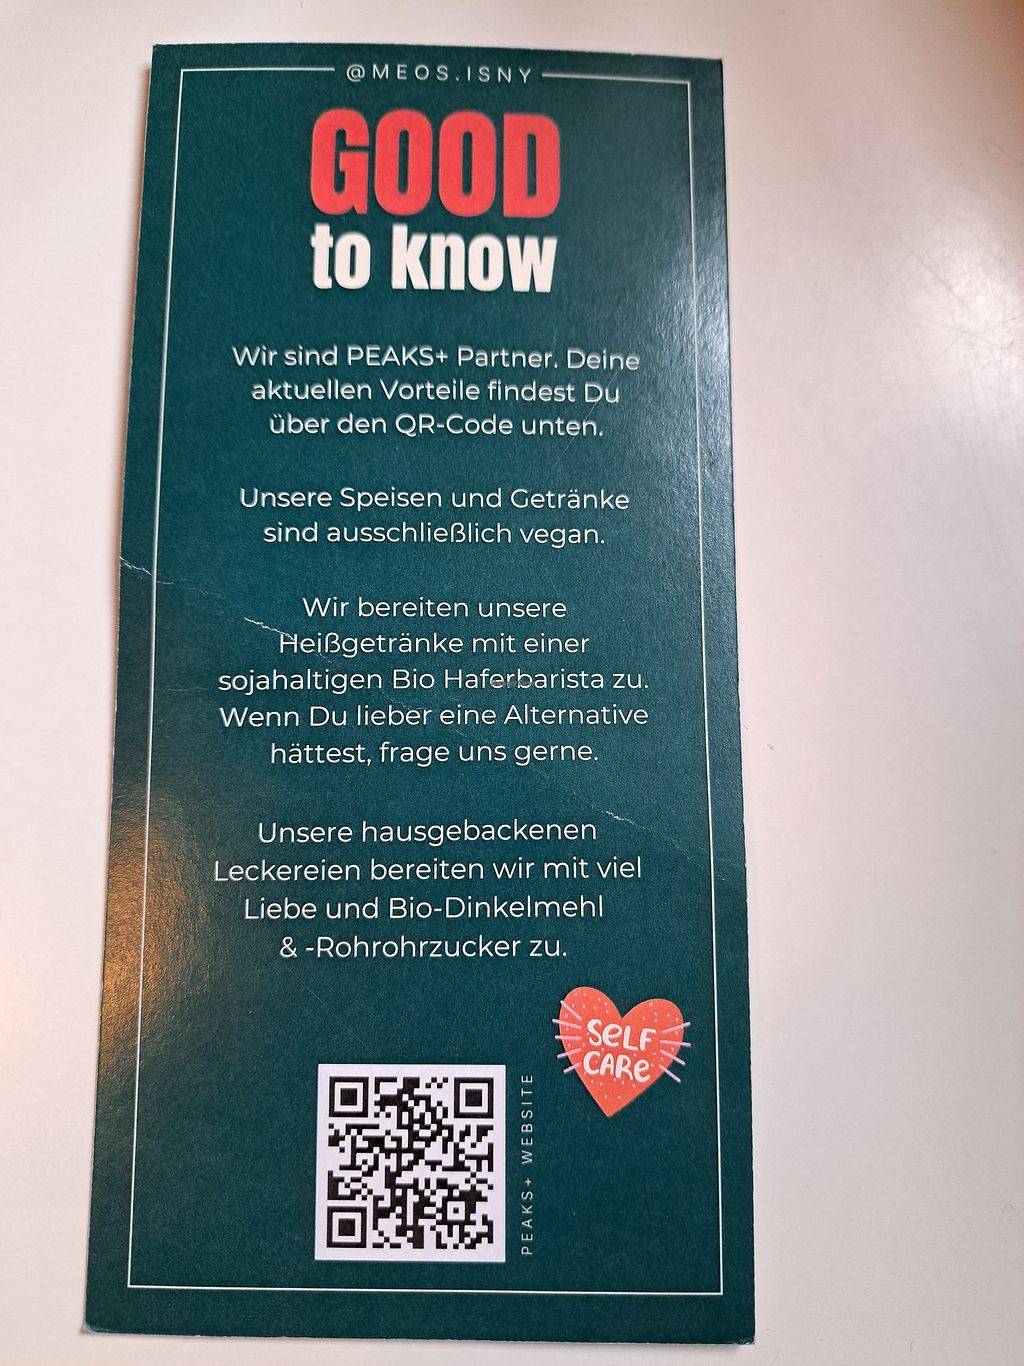 @MEOS.ISNY
GOOD
to know
Wir sind PEAKS+ Partner. Deine
aktuellen Vorteile findest Du
über den QR-Code unten.
Unsere Speisen und Getränke
sind ausschließlich vegan.
Wir bereiten unsere
Heißgetränke mit einer
sojahaltigen Bio Haferbarista zu.
Wenn Du lieber eine Alternative
hättest, frage uns gerne.
Unsere hausgebackenen
Leckereien bereiten wir mit viel
Liebe und Bio-Dinkelmehl
& -Rohrohrzucker zu.
SELF
CARE
PEAKS+ WEBSITE